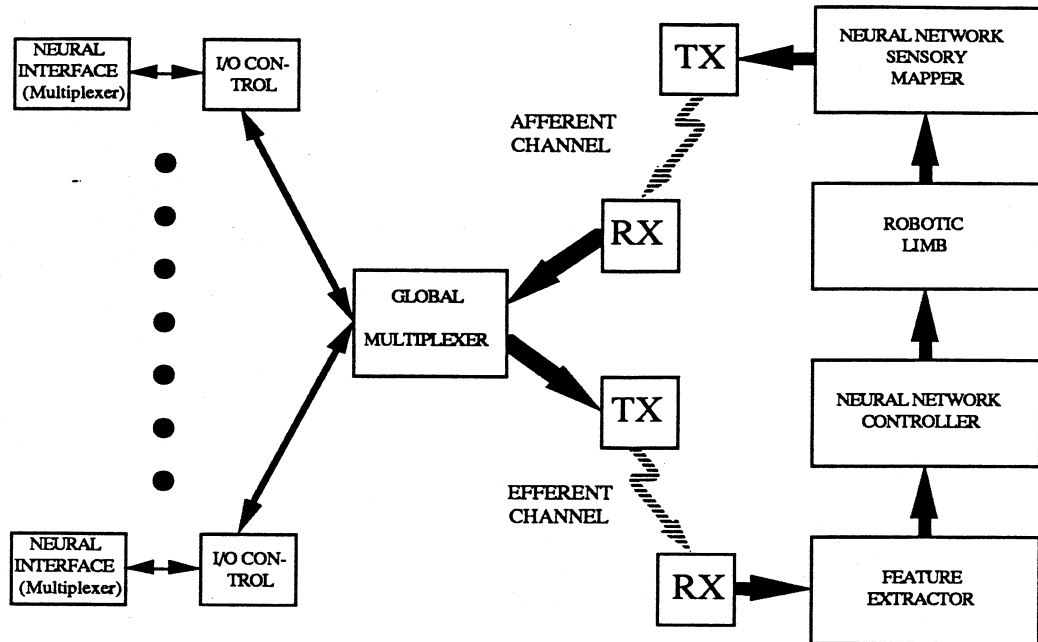 NEURAL
INTERFACE
(Multiplexer)
I/O CON-
TROL
TX
NEURAL NETWORK
SENSORY
MAPPER
AFFERENT
CHANNEL
RX
ROBOTIC
LIMB
GLOBAL
MULTIPLEXER
TX
NEURAL NETWORK
CONTROLLER
EFFERENT
CHANNEL
NEURAL
INTERFACE
(Multiplexer)
I/O CON-
TROL
RX
FEATURE
EXTRACTOR